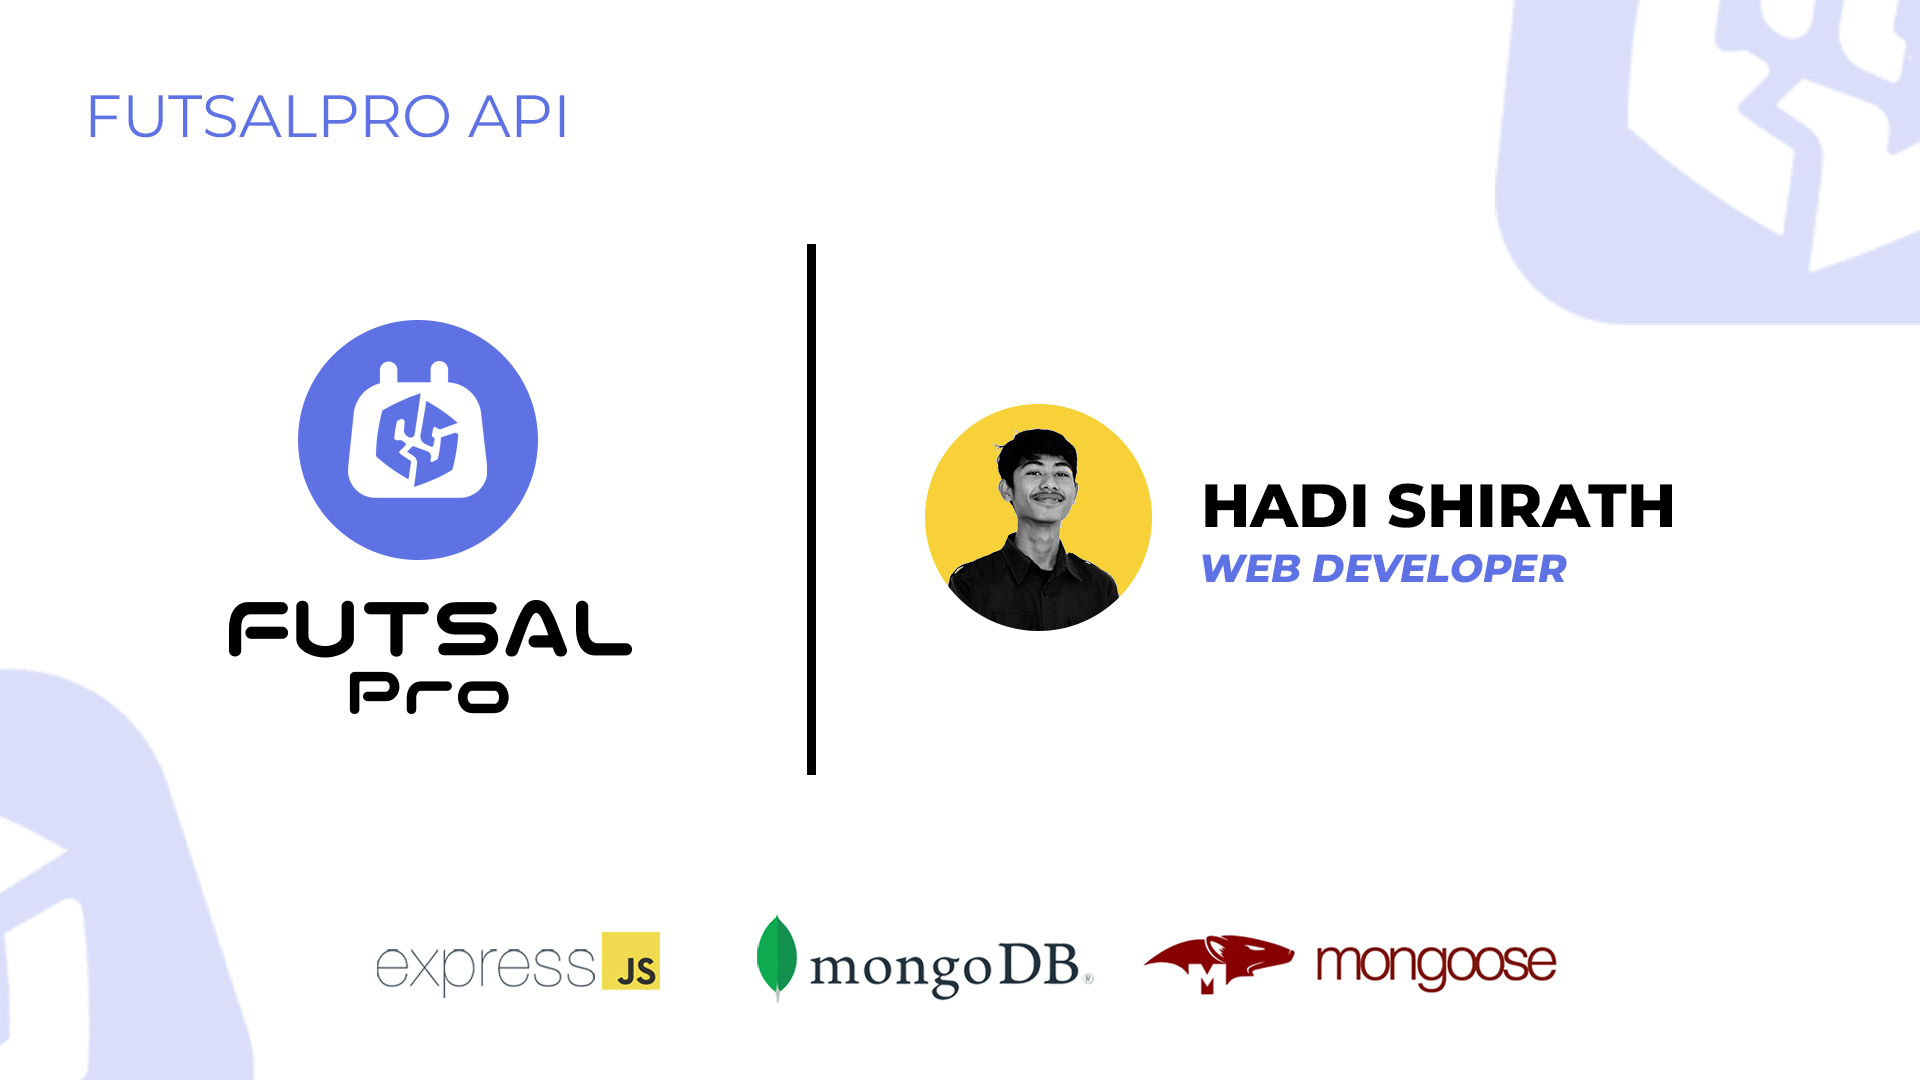 FUTSALPRO API
FUTSAL
Pro
HADI SHIRATH
WEB DEVELOPER
express JS
mongoDB®
M
mongoose